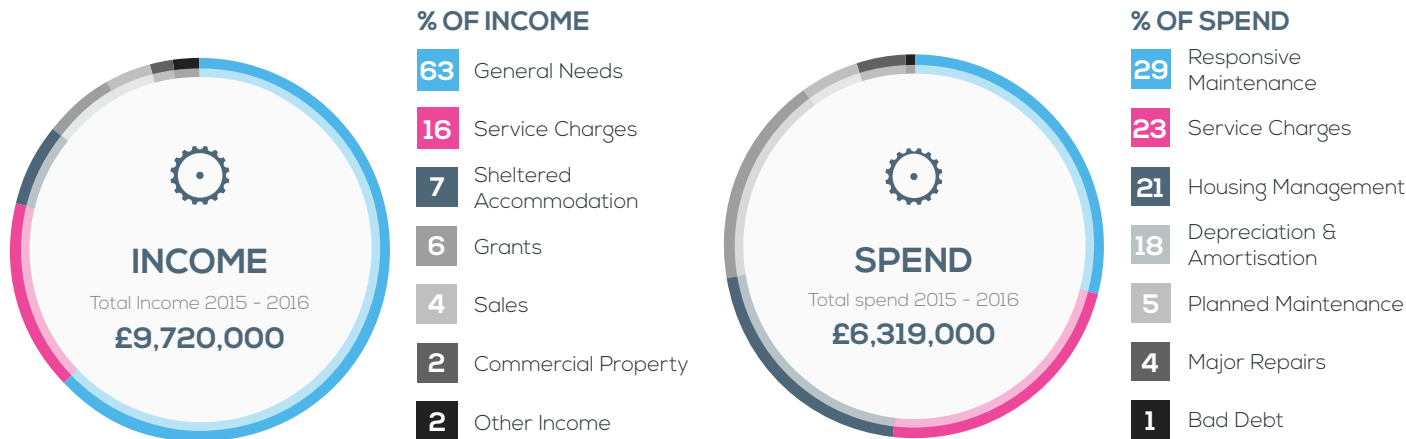 % OF INCOME
63 General Needs
16 Service Charges
7 Sheltered
Accommodation
6 Grants
4 Sales
2 Commercial Property
2 Other Income
INCOME
Total Income 2015 - 2016
£9,720,000
% OF SPEND
29 Responsive
Maintenance
23 Service Charges
21 Housing Management
18 Depreciation &
Amortisation
5 Planned Maintenance
4 Major Repairs
1 Bad Debt
SPEND
Total spend 2015 - 2016
£6,319,000